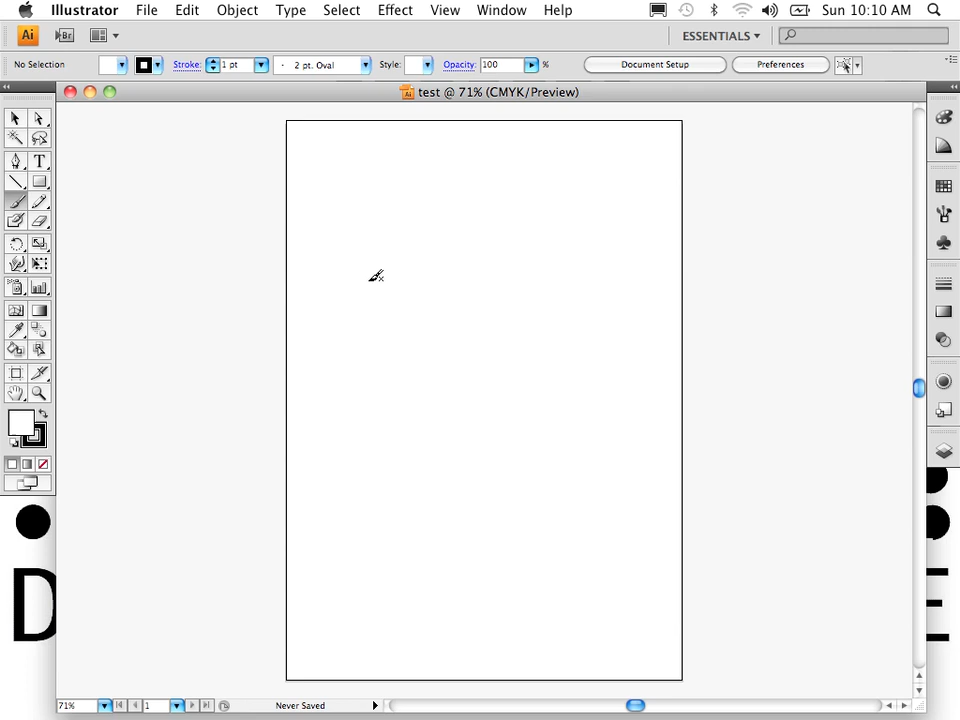 Illustrator File Edit Object Type Select Effect View Window Help Sun 10:10 AM
Ai Br ESSENTIALS
No Selection Stroke: 1 pt 2 pt. Oval Style: Opacity: 100 % Document Setup Preferences
Ai test @ 71% (CMYK/Preview)
T
D E
71% 1 Never Saved